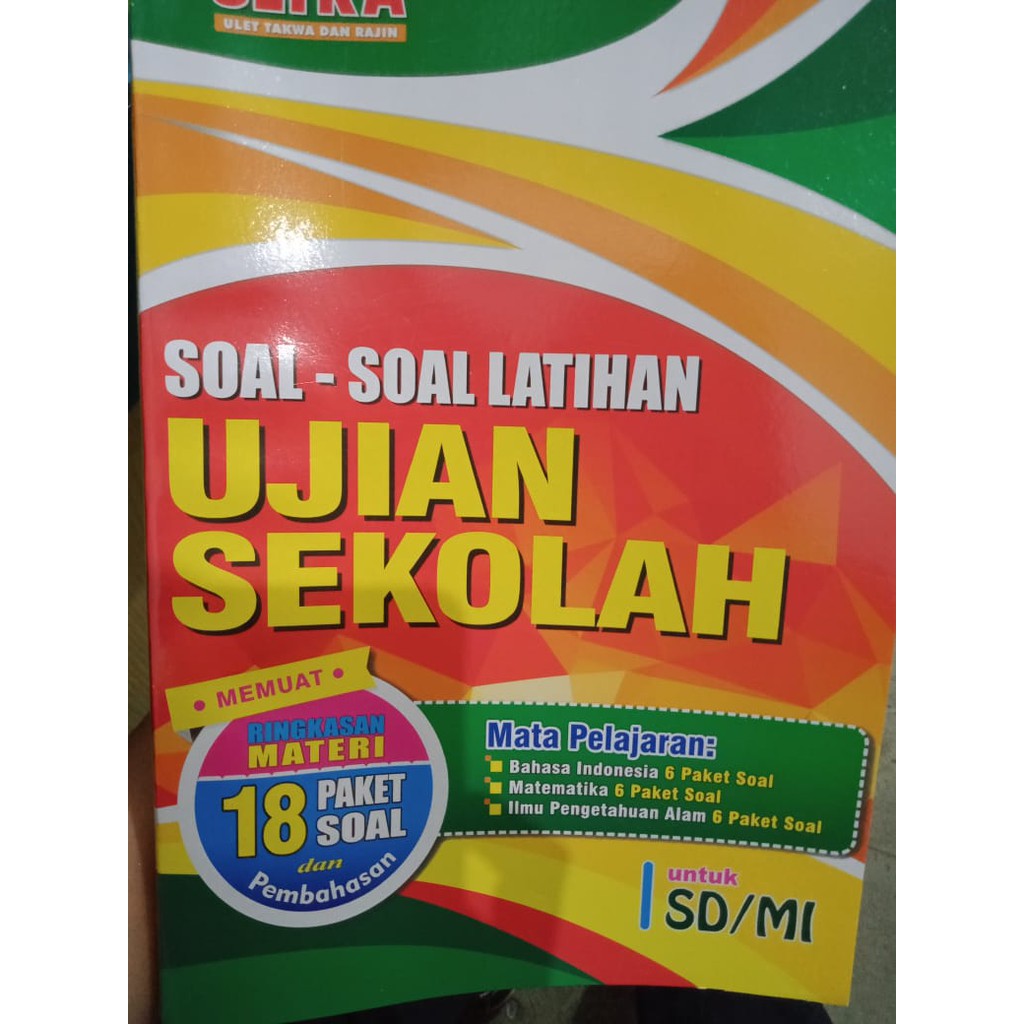 ULET TAKWA DAN RAJIN
SOAL - SOAL LATIHAN
UJIAN
SEKOLAH
• MEMUAT •
RINGKASAN
MATERI
18 PAKET
SOAL
dan
Pembahasan
Mata Pelajaran:
Bahasa Indonesia 6 Paket Soal
Matematika 6 Paket Soal
Ilmu Pengetahuan Alam 6 Paket Soal
untuk
SD/MI